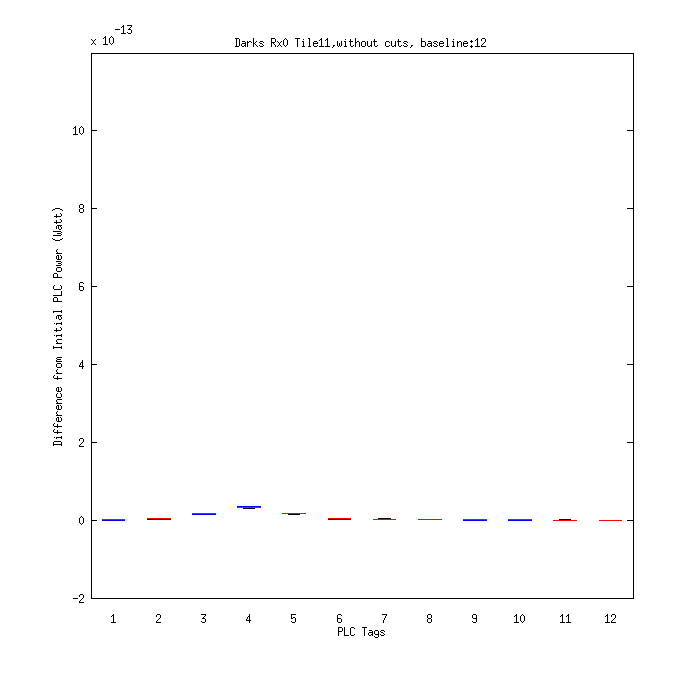 x 10-13
Darks Rx0 Tile11,without cuts, baseline:12
Difference from Initial PLC Power (Watt)
10
8
6
4
2
0
-2
1 2 3 4 5 6 7 8 9 10 11 12
PLC Tags